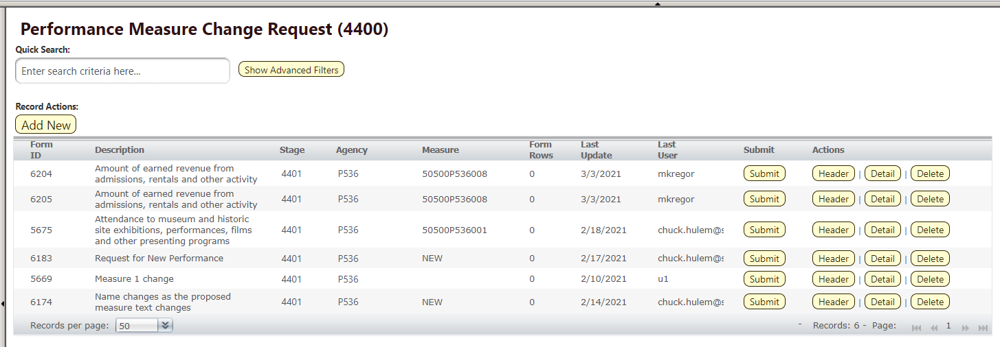 Performance Measure Change Request (4400)
Quick Search:
Enter search criteria here...
Show Advanced Filters
Record Actions:
Add New
Form ID Description Stage Agency Measure Form Rows Last Update Last User Submit Actions
6204 Amount of earned revenue from admissions, rentals and other activity 4401 P536 50500P536008 0 3/3/2021 mkregor Submit Header | Detail | Delete
6205 Amount of earned revenue from admissions, rentals and other activity 4401 P536 50500P536008 0 3/3/2021 mkregor Submit Header | Detail | Delete
5675 Attendance to museum and historic site exhibitions, performances, films and other presenting programs 4401 P536 50500P536001 0 2/18/2021 chuck.hulem@s Submit Header | Detail | Delete
6183 Request for New Performance 4401 P536 NEW 0 2/17/2021 chuck.hulem@s Submit Header | Detail | Delete
5669 Measure 1 change 4401 P536 0 2/10/2021 u1 Submit Header | Detail | Delete
6174 Name changes as the proposed measure text changes 4401 P536 NEW 0 2/14/2021 chuck.hulem@s Submit Header | Detail | Delete
Records per page: 50 - Records: 6 - Page: 1